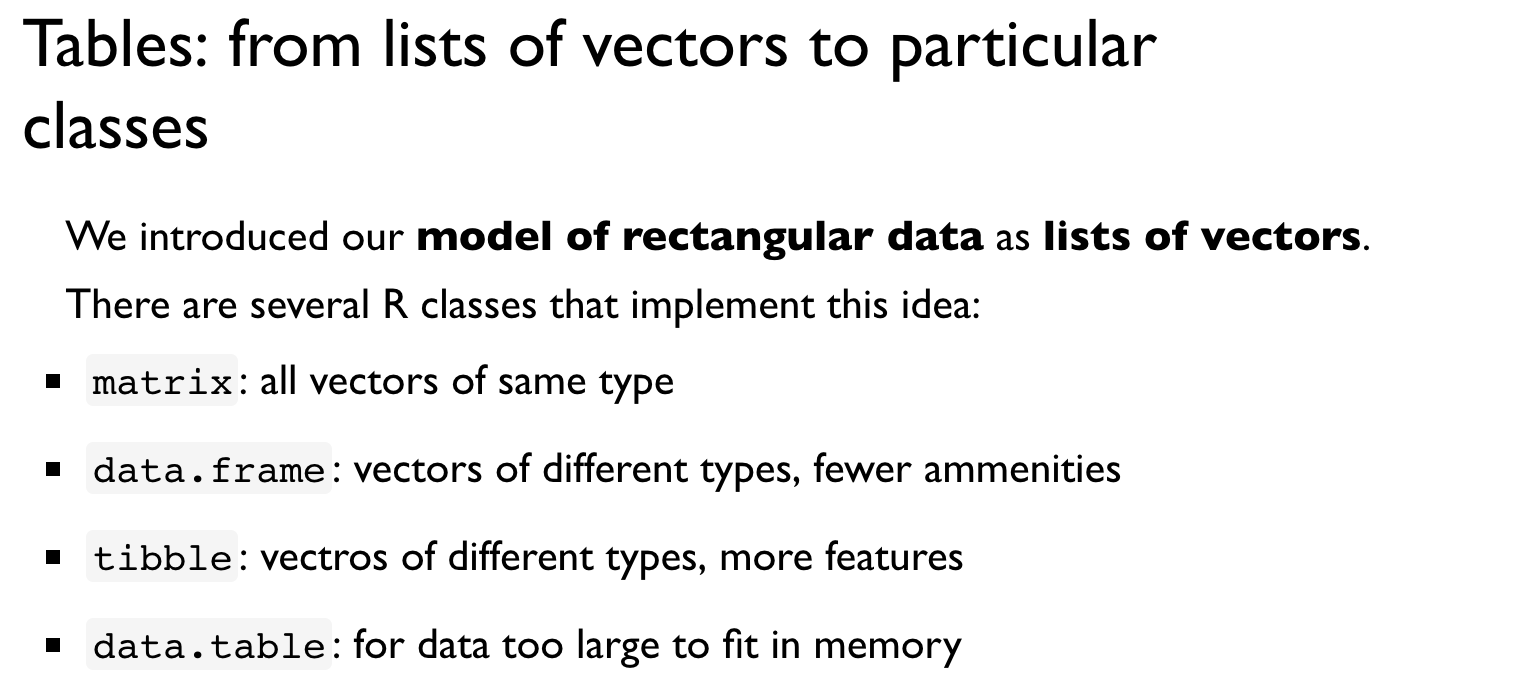 Tables: from lists of vectors to particular
classes
We introduced our model of rectangular data as lists of vectors.
There are several R classes that implement this idea:
▪ matrix: all vectors of same type
▪ data.frame: vectors of different types, fewer ammenities
▪ tibble: vectros of different types, more features
▪ data.table: for data too large to fit in memory